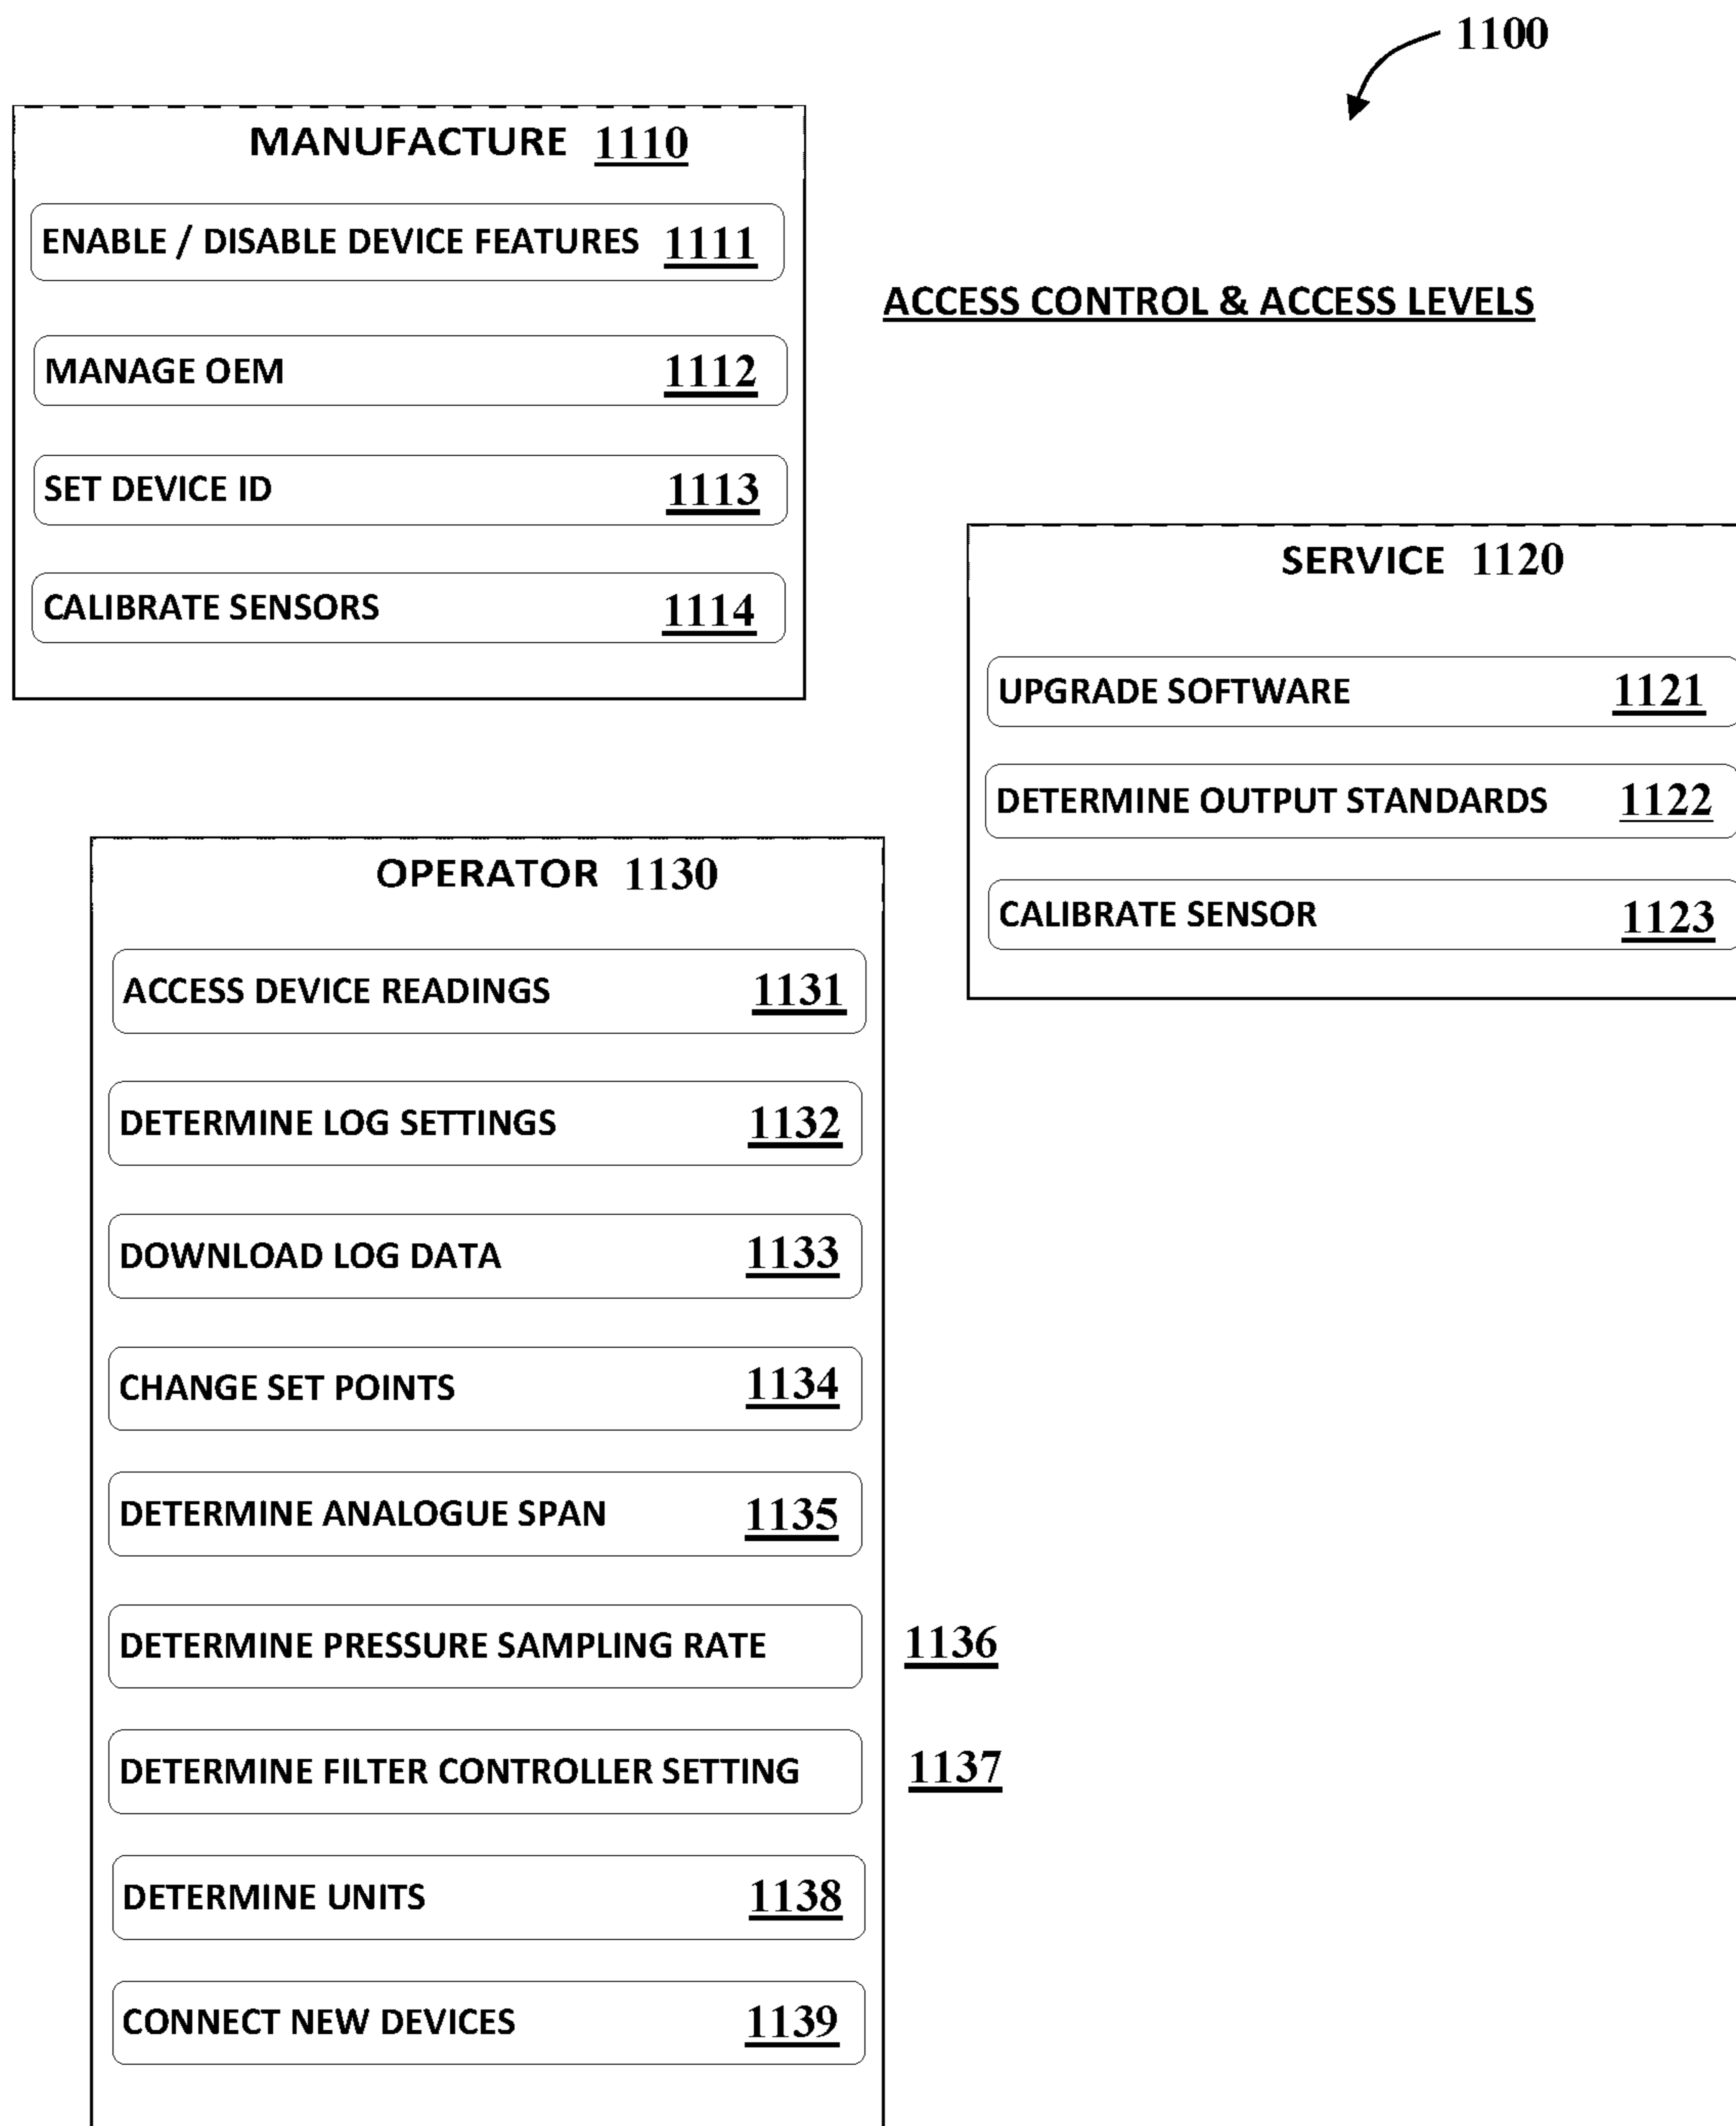 1100
MANUFACTURE 1110
ENABLE / DISABLE DEVICE FEATURES 1111
MANAGE OEM 1112
SET DEVICE ID 1113
CALIBRATE SENSORS 1114
ACCESS CONTROL & ACCESS LEVELS
SERVICE 1120
UPGRADE SOFTWARE 1121
DETERMINE OUTPUT STANDARDS 1122
CALIBRATE SENSOR 1123
OPERATOR 1130
ACCESS DEVICE READINGS 1131
DETERMINE LOG SETTINGS 1132
DOWNLOAD LOG DATA 1133
CHANGE SET POINTS 1134
DETERMINE ANALOGUE SPAN 1135
DETERMINE PRESSURE SAMPLING RATE 1136
DETERMINE FILTER CONTROLLER SETTING 1137
DETERMINE UNITS 1138
CONNECT NEW DEVICES 1139